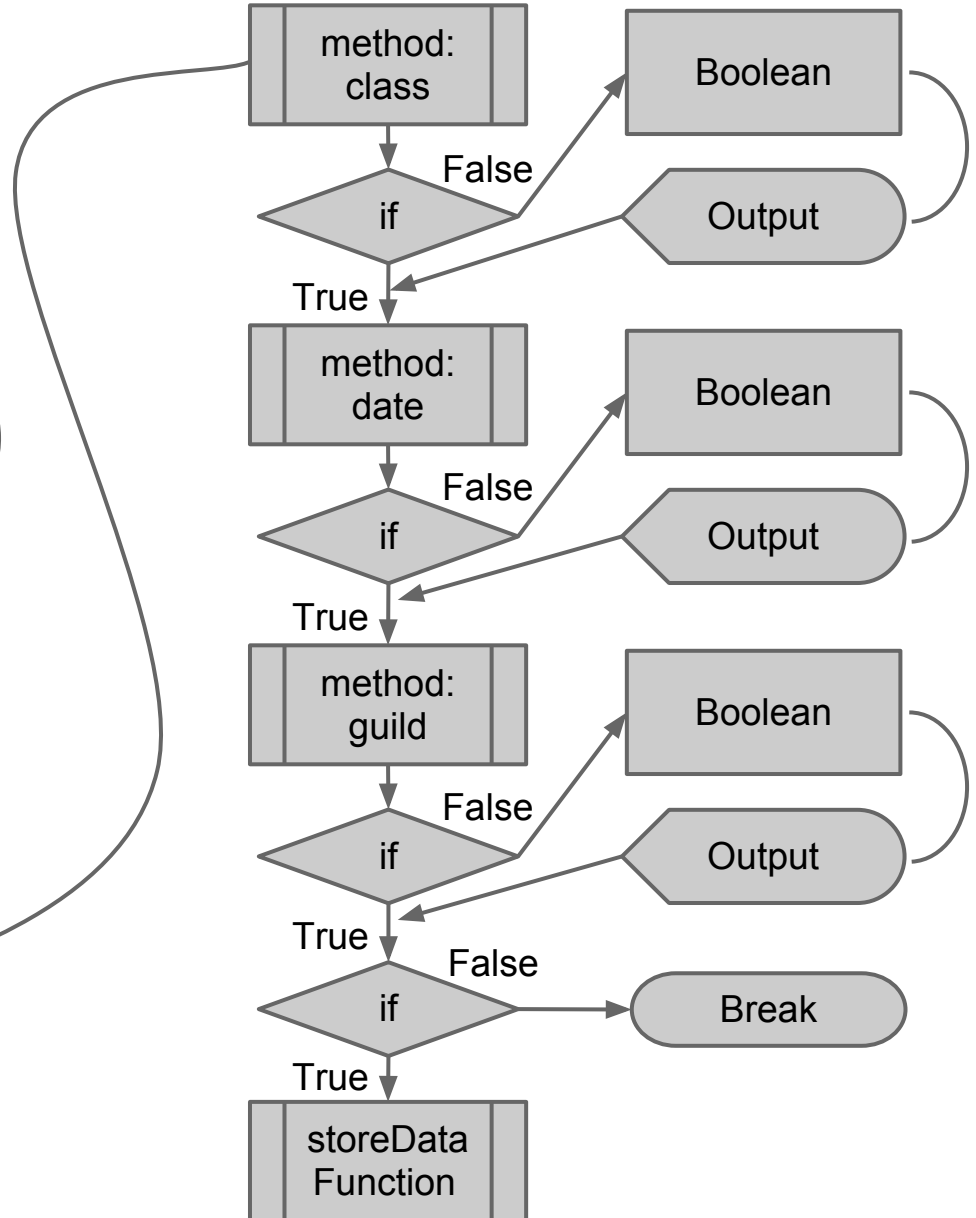 method:
class
Boolean
False
if
Output
True
method:
date
Boolean
False
if
Output
True
method:
guild
Boolean
False
if
Output
True
False
if
Break
True
storeData
Function